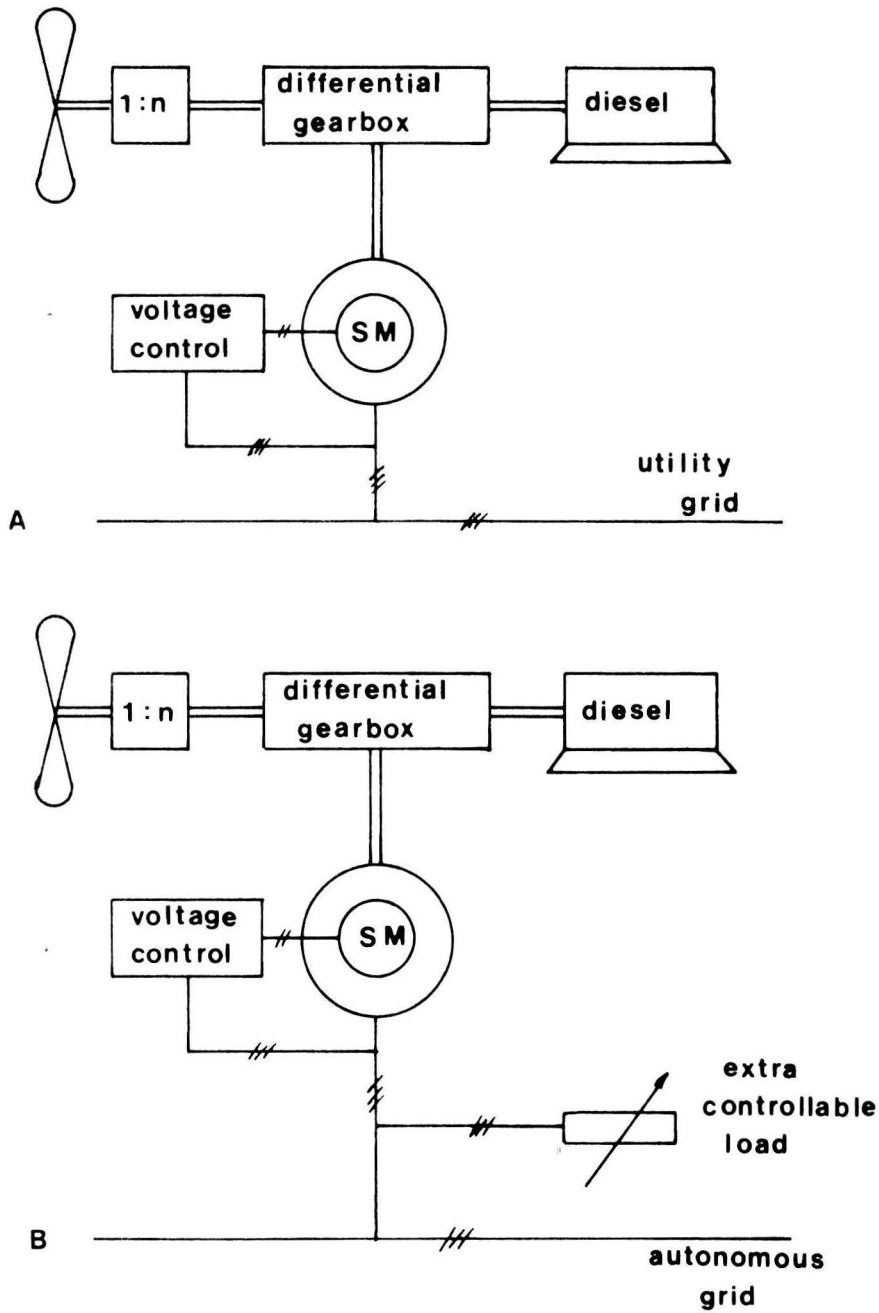 1:n
differential
gearbox
diesel
voltage
control
SM
utility
grid
A
1:n
differential
gearbox
diesel
voltage
control
SM
extra
controllable
load
B
autonomous
grid